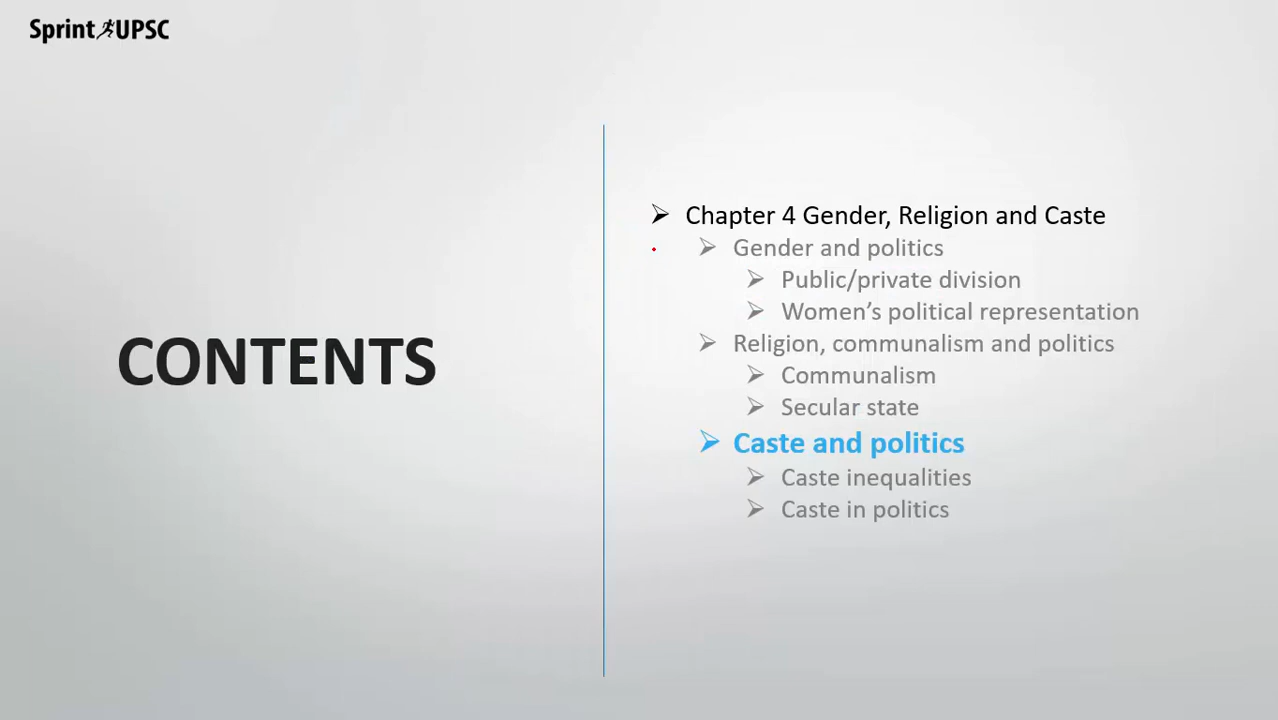 Sprint UPSC
CONTENTS
Chapter 4 Gender, Religion and Caste
Gender and politics
Public/private division
Women's political representation
Religion, communalism and politics
Communalism
Secular state
Caste and politics
Caste inequalities
Caste in politics